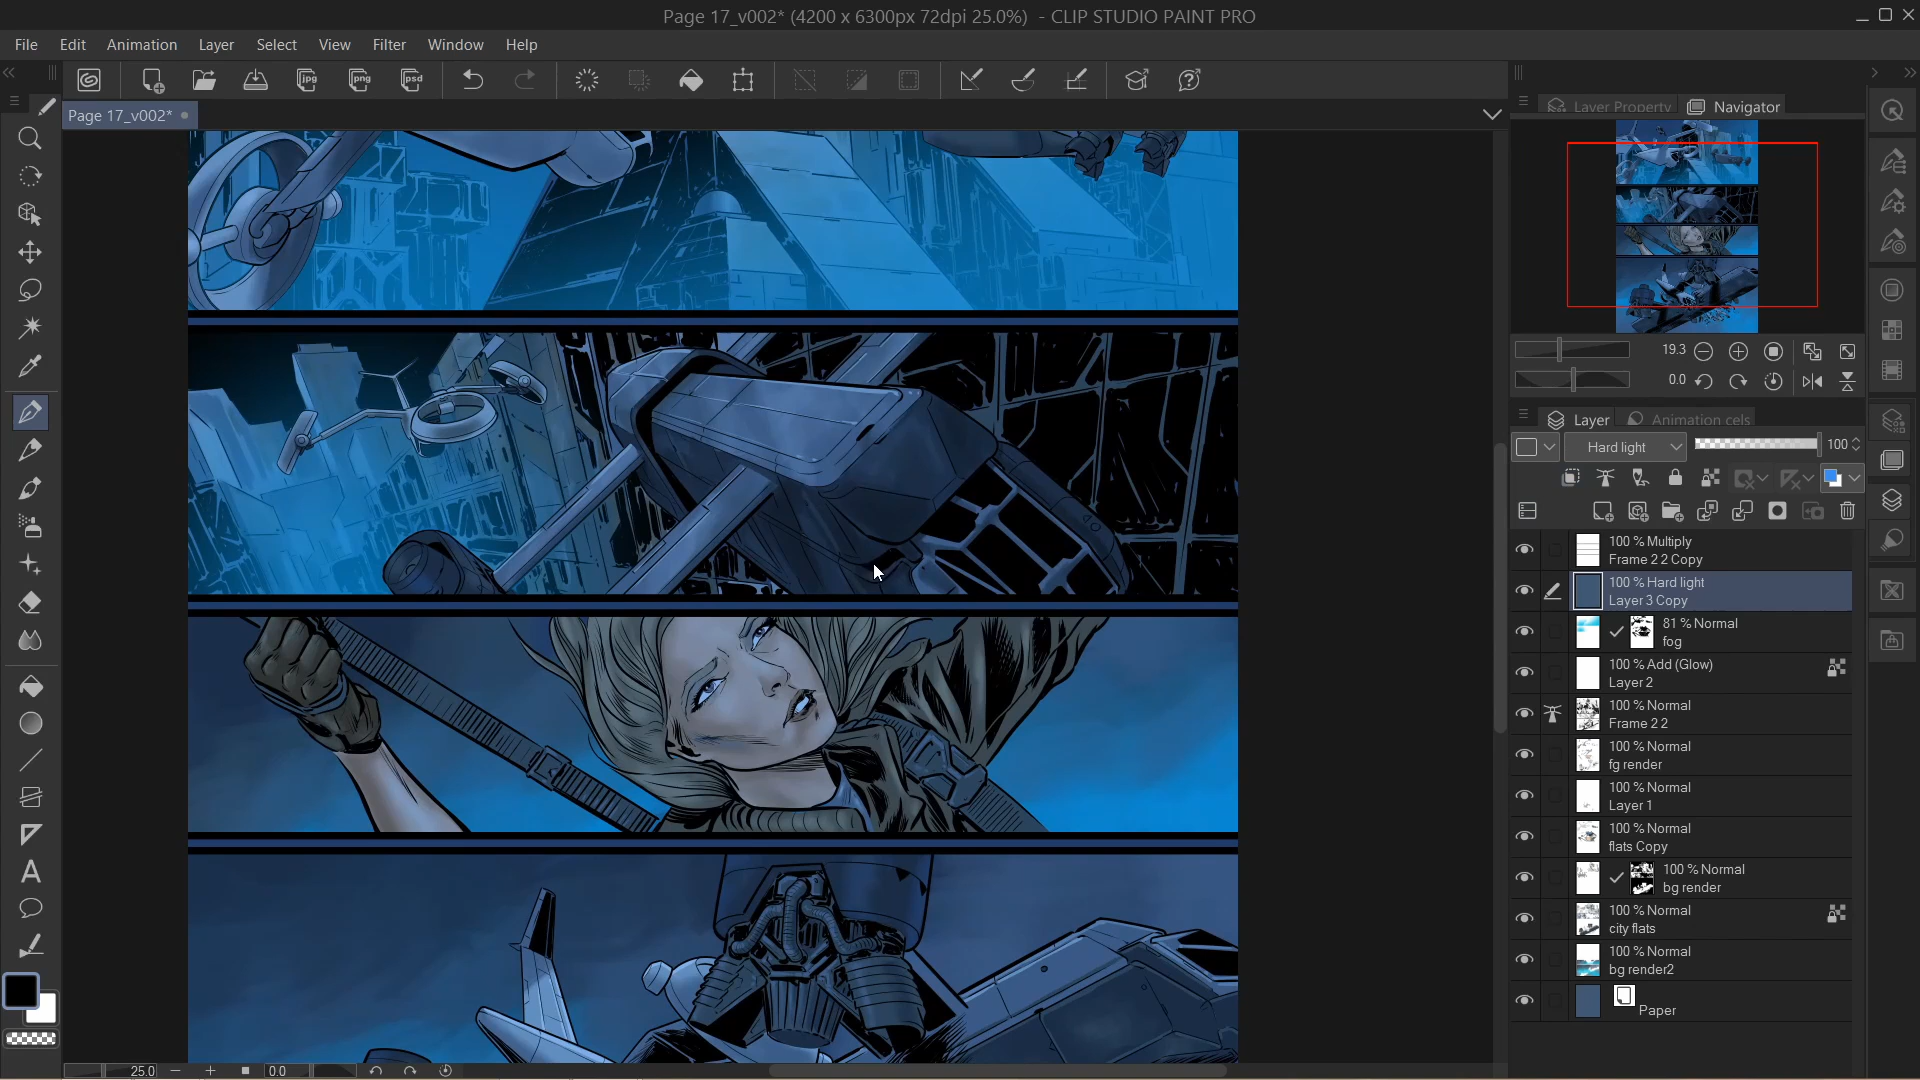 Page 17_v002* (4200 x 6300px 72dpi 25.0%) - CLIP STUDIO PAINT PRO
File Edit Animation Layer Select View Filter Window Help
jpg png psd
Page 17_v002*
Layer Property Navigator
19.3
0.0
Layer Animation cels
Hard light 100
100 % Multiply
Frame 2 2 Copy
100 % Hard light
Layer 3 Copy
81 % Normal
fog
100 % Add (Glow)
Layer 2
100 % Normal
Frame 2 2
100 % Normal
fg render
100 % Normal
Layer 1
100 % Normal
flats Copy
100 % Normal
bg render
100 % Normal
city flats
100 % Normal
bg render2
Paper
25.0 0.0